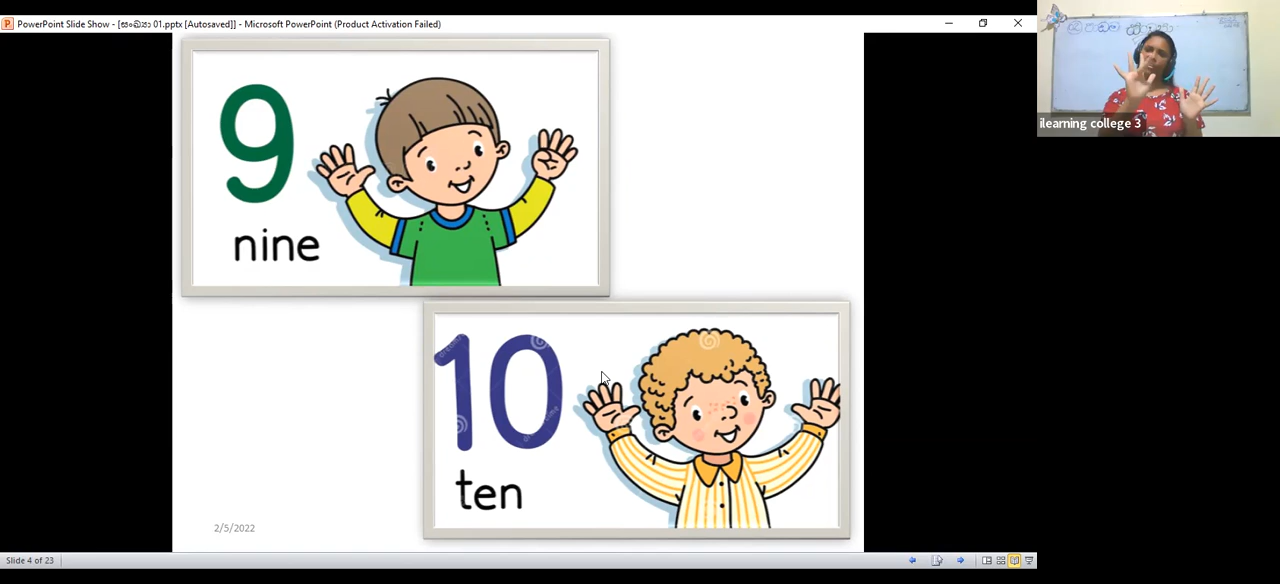 PowerPoint Slide Show - [සංඛ්‍යා 01.pptx [Autosaved]] - Microsoft PowerPoint (Product Activation Failed)
9
nine
10
ten
2/5/2022
Slide 4 of 23
ilearning college 3